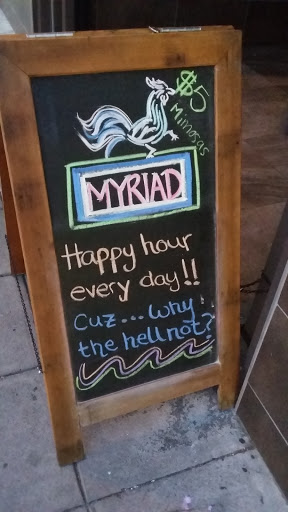 $5
Mimosas
MYRIAD
Happy hour
every day!!
Cuz...why
the hell not?